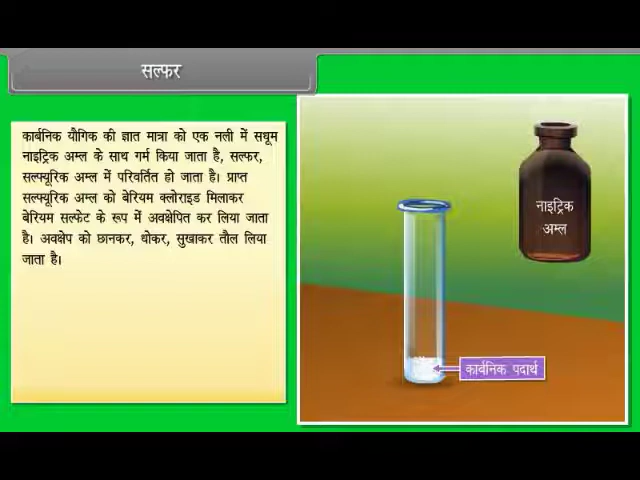 सल्फर
कार्बनिक यौगिक की ज्ञात मात्रा को एक नली में सधूम
नाइट्रिक अम्ल के साथ गर्म किया जाता है, सल्फर,
सल्फ्यूरिक अम्ल में परिवर्तित हो जाता है। प्राप्त
सल्फ्यूरिक अम्ल को बेरियम क्लोराइड मिलाकर
बेरियम सल्फेट के रूप में अवक्षेपित कर लिया जाता
है। अवक्षेप को छानकर, धोकर, सुखाकर तौल लिया
जाता है।
नाइट्रिक
अम्ल
कार्बनिक पदार्थ